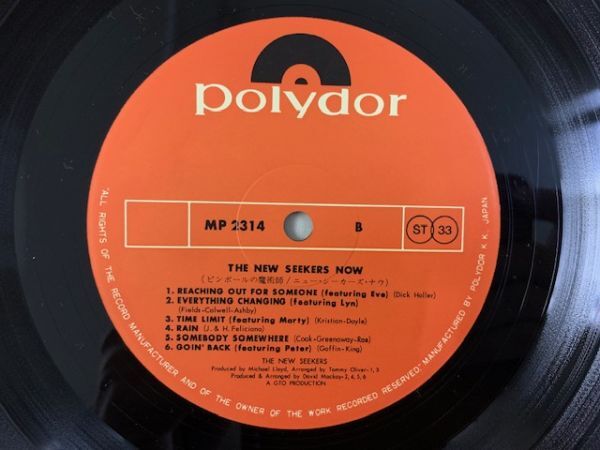 polydor
MP 2314 B ST 33
THE NEW SEEKERS NOW
(ピンボールの魔術師/ニュー・シーカーズ・ナウ)
1. REACHING OUT FOR SOMEONE (featuring Eve) (Dick Holler)
2. EVERYTHING CHANGING (featuring Lyn)
(Fields-Calwell-Ashby)
3. TIME LIMIT (featuring Marty) (Kristian-Doyle)
4. RAIN (J. & H. Feliciano)
5. SOMEBODY SOMEWHERE (Cook-Greenaway-Rae)
6. GOIN' BACK (featuring Peter) (Goffin-King)
THE NEW SEEKERS
Produced by Michael Lloyd, Arranged by Tommy Oliver-1, 3
Produced & Arranged by David Mackay-2, 4, 5, 6
A GTO PRODUCTION
"ALL RIGHTS OF THE RECORD MANUFACTURER AND OF THE OWNER OF THE WORK RECORDED RESERVED: MANUFACTURED BY POLYDOR K. K. JAPAN